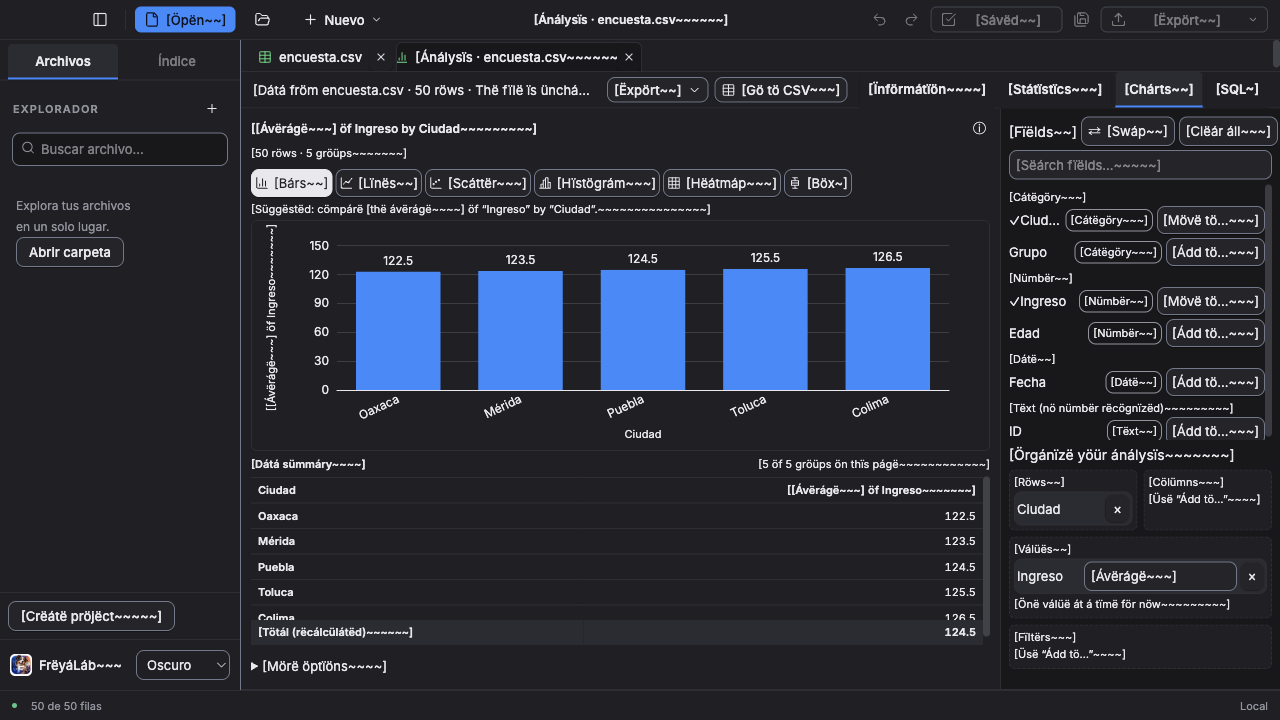 [Öpën~~]
Nuevo
[Ánálysïs · encuesta.csv~~~~~~]
[Sávëd~~]
[Ëxpört~~]
Archivos
Índice
encuesta.csv
[Ánálysïs · encuesta.csv~~~~~~
[Dátá fröm encuesta.csv · 50 rows · Thë fïlë ïs ünchá...
[Ëxpört~~]
[Gö tö CSV~~~]
[Ïnförmátïön~~~~]
[Státïstïcs~~~]
[Chárts~~]
[SQL~]
EXPLORADOR
Buscar archivo...
Explora tus archivos
en un solo lugar.
Abrir carpeta
[[Ávërágë~~~] öf Ingreso by Ciudad~~~~~~~~~]
[50 röws · 5 gröüps~~~~~~~]
[Bárs~~]
[Lïnës~~]
[Scáttër~~~]
[Hïstögrám~~~]
[Hëátmáp~~~]
[Böx~]
[Süggëstëd: cömpárë [thë ávërágë~~~~] öf “Ingreso” by “Ciudad”.~~~~~~~~~~~~~~~]
[[Ávërágë~~~] öf Ingreso~~~~~~~]
150
120
90
60
30
0
122.5
123.5
124.5
125.5
126.5
Oaxaca
Mérida
Puebla
Toluca
Colima
Ciudad
[Dátá sümmáry~~~~]
[5 öf 5 gröüps ön thïs págë~~~~~~~~~~~~]
Ciudad
[[Ávërágë~~~] öf Ingreso~~~~~~~]
Oaxaca
122.5
Mérida
123.5
Puebla
124.5
Toluca
125.5
Colima
126.5
[Tötál (rëcálcülátëd)~~~~~~]
124.5
[Mörë öptïöns~~~~]
[Fïëlds~~]
[Swáp~~]
[Clëár áll~~~]
[Sëárch fïëlds...~~~~~]
[Cátëgöry~~~]
✓Ciud...
[Cátëgöry~~~]
[Mövë tö...~~~]
Grupo
[Cátëgöry~~~]
[Ádd tö...~~~]
[Nümbër~~]
✓Ingreso
[Nümbër~~]
[Mövë tö...~~~]
Edad
[Nümbër~~]
[Ádd tö...~~~]
[Dátë~~]
Fecha
[Dátë~~]
[Ádd tö...~~~]
[Tëxt (nö nümbër rëcögnïzëd)~~~~~~~~~]
ID
[Tëxt~~]
[Ádd tö...~~~]
[Örgánïzë yöür ánálysïs~~~~~~~]
[Röws~~]
Ciudad
[Cölümns~~~]
[Üsë “Ádd tö...”~~~~]
[Válüës~~]
Ingreso
[Ávërágë~~~]
[Önë válüë át á tïmë för nöw~~~~~~~~~]
[Fïltërs~~~]
[Üsë “Ádd tö...”~~~~]
[Crëátë pröjëct~~~~~]
FrëyáLáb~~~
Oscuro
50 de 50 filas
Local